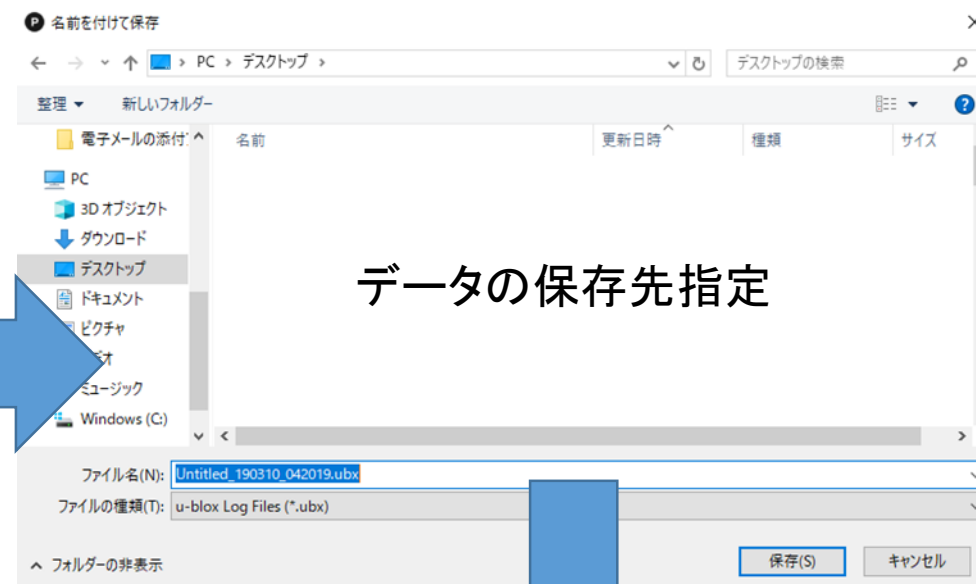 名前を付けて保存
PC › デスクトップ ›
デスクトップの検索
整理 新しいフォルダー
電子メールの添付
名前 更新日時 種類 サイズ
PC
3D オブジェクト
ダウンロード
デスクトップ
データの保存先指定
ドキュメント
ピクチャ
ミュージック
Windows (C:)
ファイル名(N): Untitled_190310_042019.ubx
ファイルの種類(T): u-blox Log Files (*.ubx)
フォルダーの非表示
保存(S) キャンセル